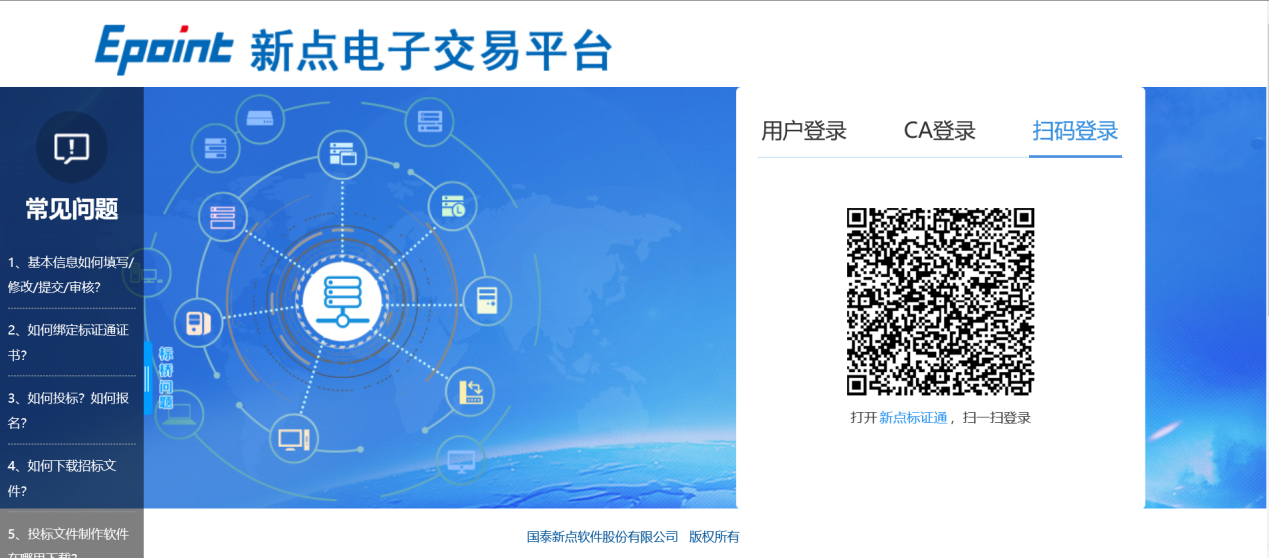 Epoint 新点电子交易平台
常见问题
1、基本信息如何填写/
修改/提交/审核?
2、如何绑定标证通证
书?
3、如何投标？如何报
名?
4、如何下载招标文
件?
5、投标文件制作软件
在哪里下载?
标桥问题
用户登录
CA登录
扫码登录
打开新点标证通，扫一扫登录
国泰新点软件股份有限公司 版权所有